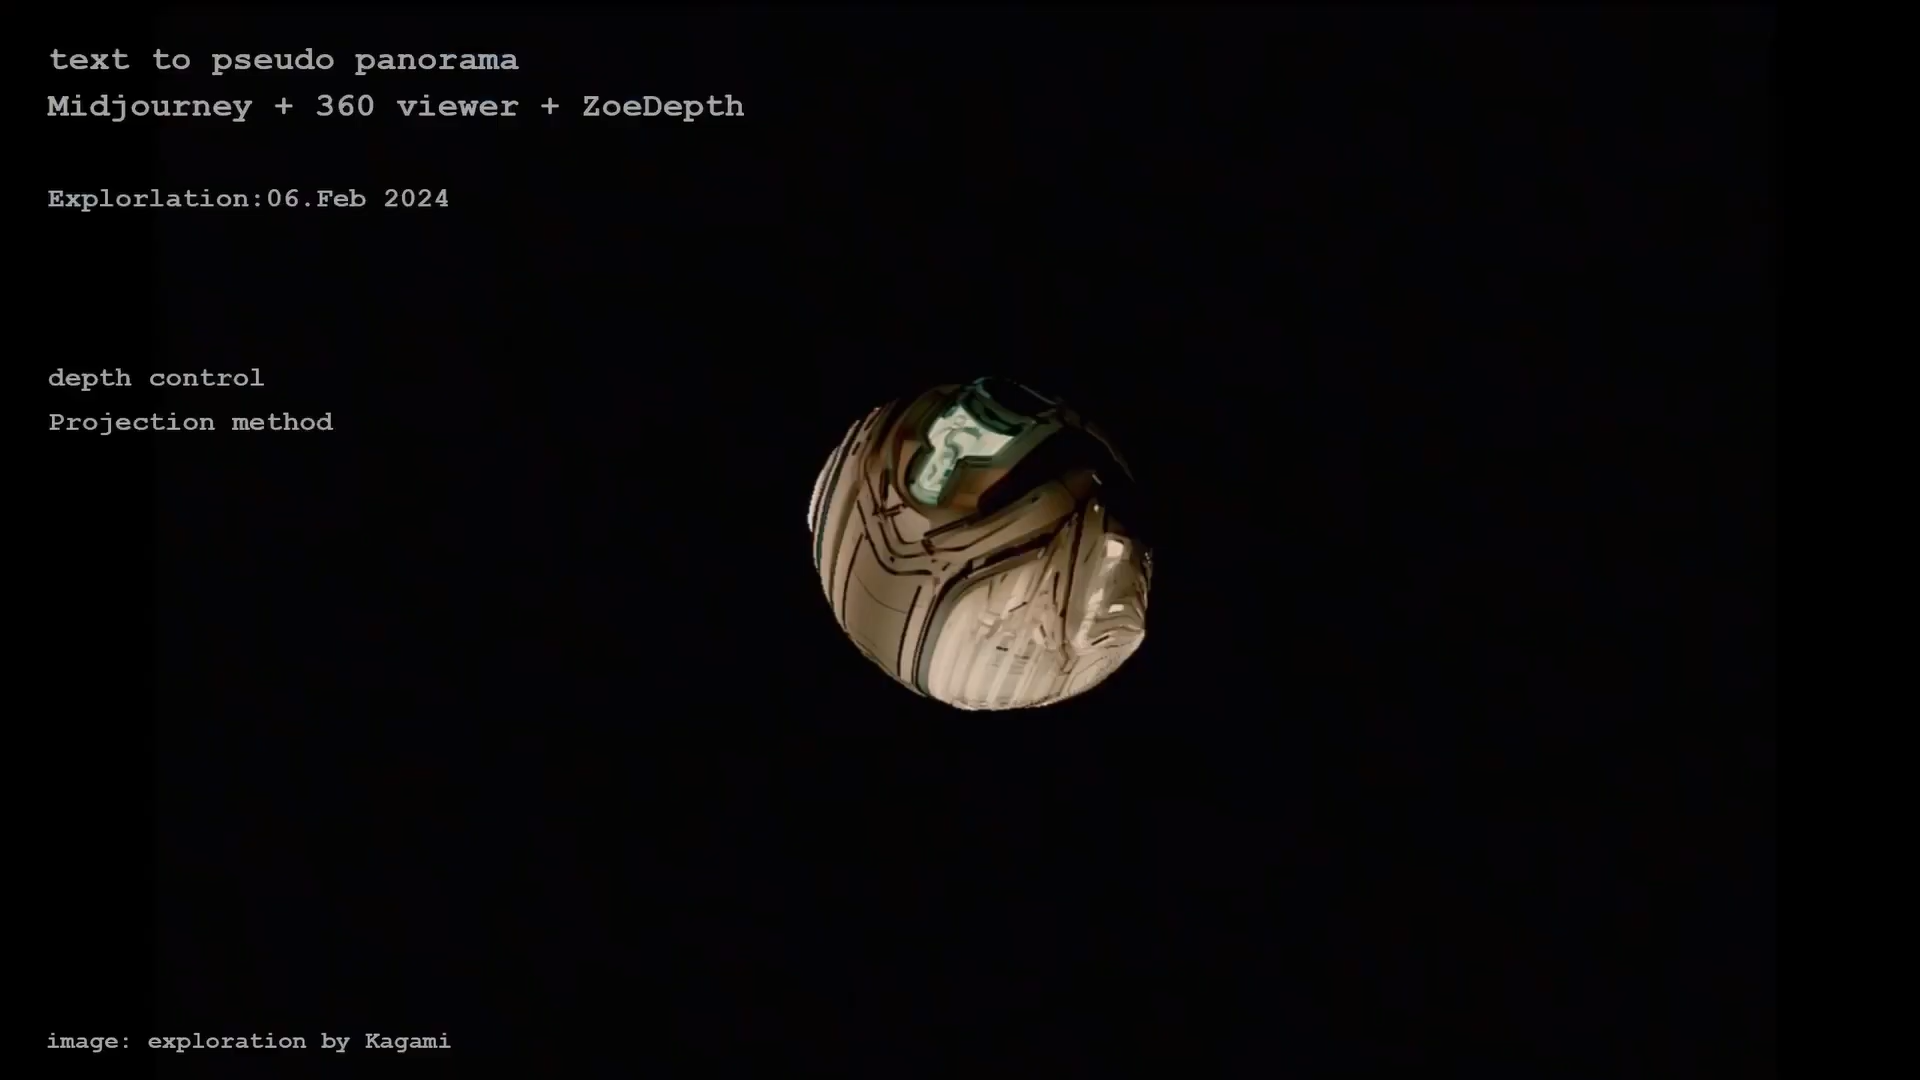 text to pseudo panorama
Midjourney + 360 viewer + ZoeDepth
Explorlation:06.Feb 2024
depth control
Projection method
image: exploration by Kagami